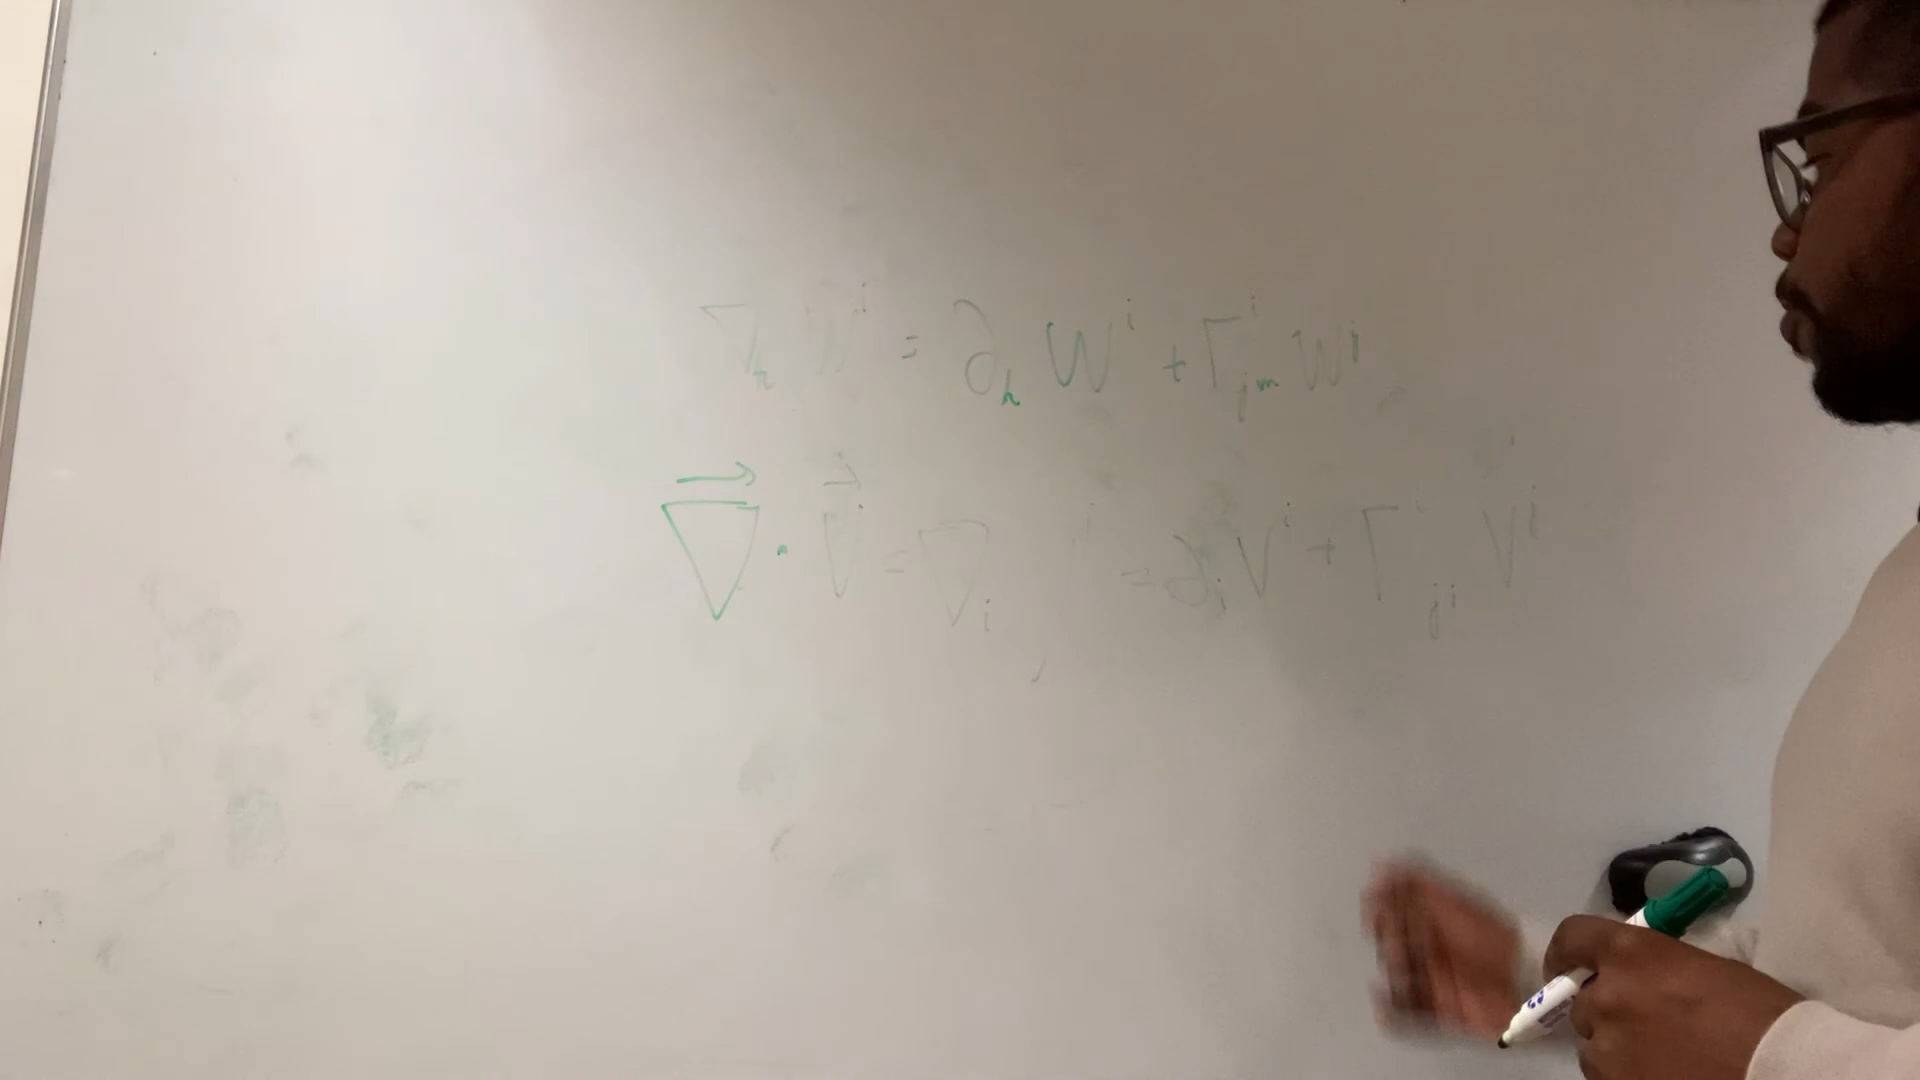 ∇ₕ Wⁱ = ∂ₕ Wⁱ + Γⁱⱼₘ Wʲ
∇⃗ · V⃗ = ∇ᵢ Vⁱ = ∂ᵢ Vⁱ + Γⁱⱼᵢ Vʲ